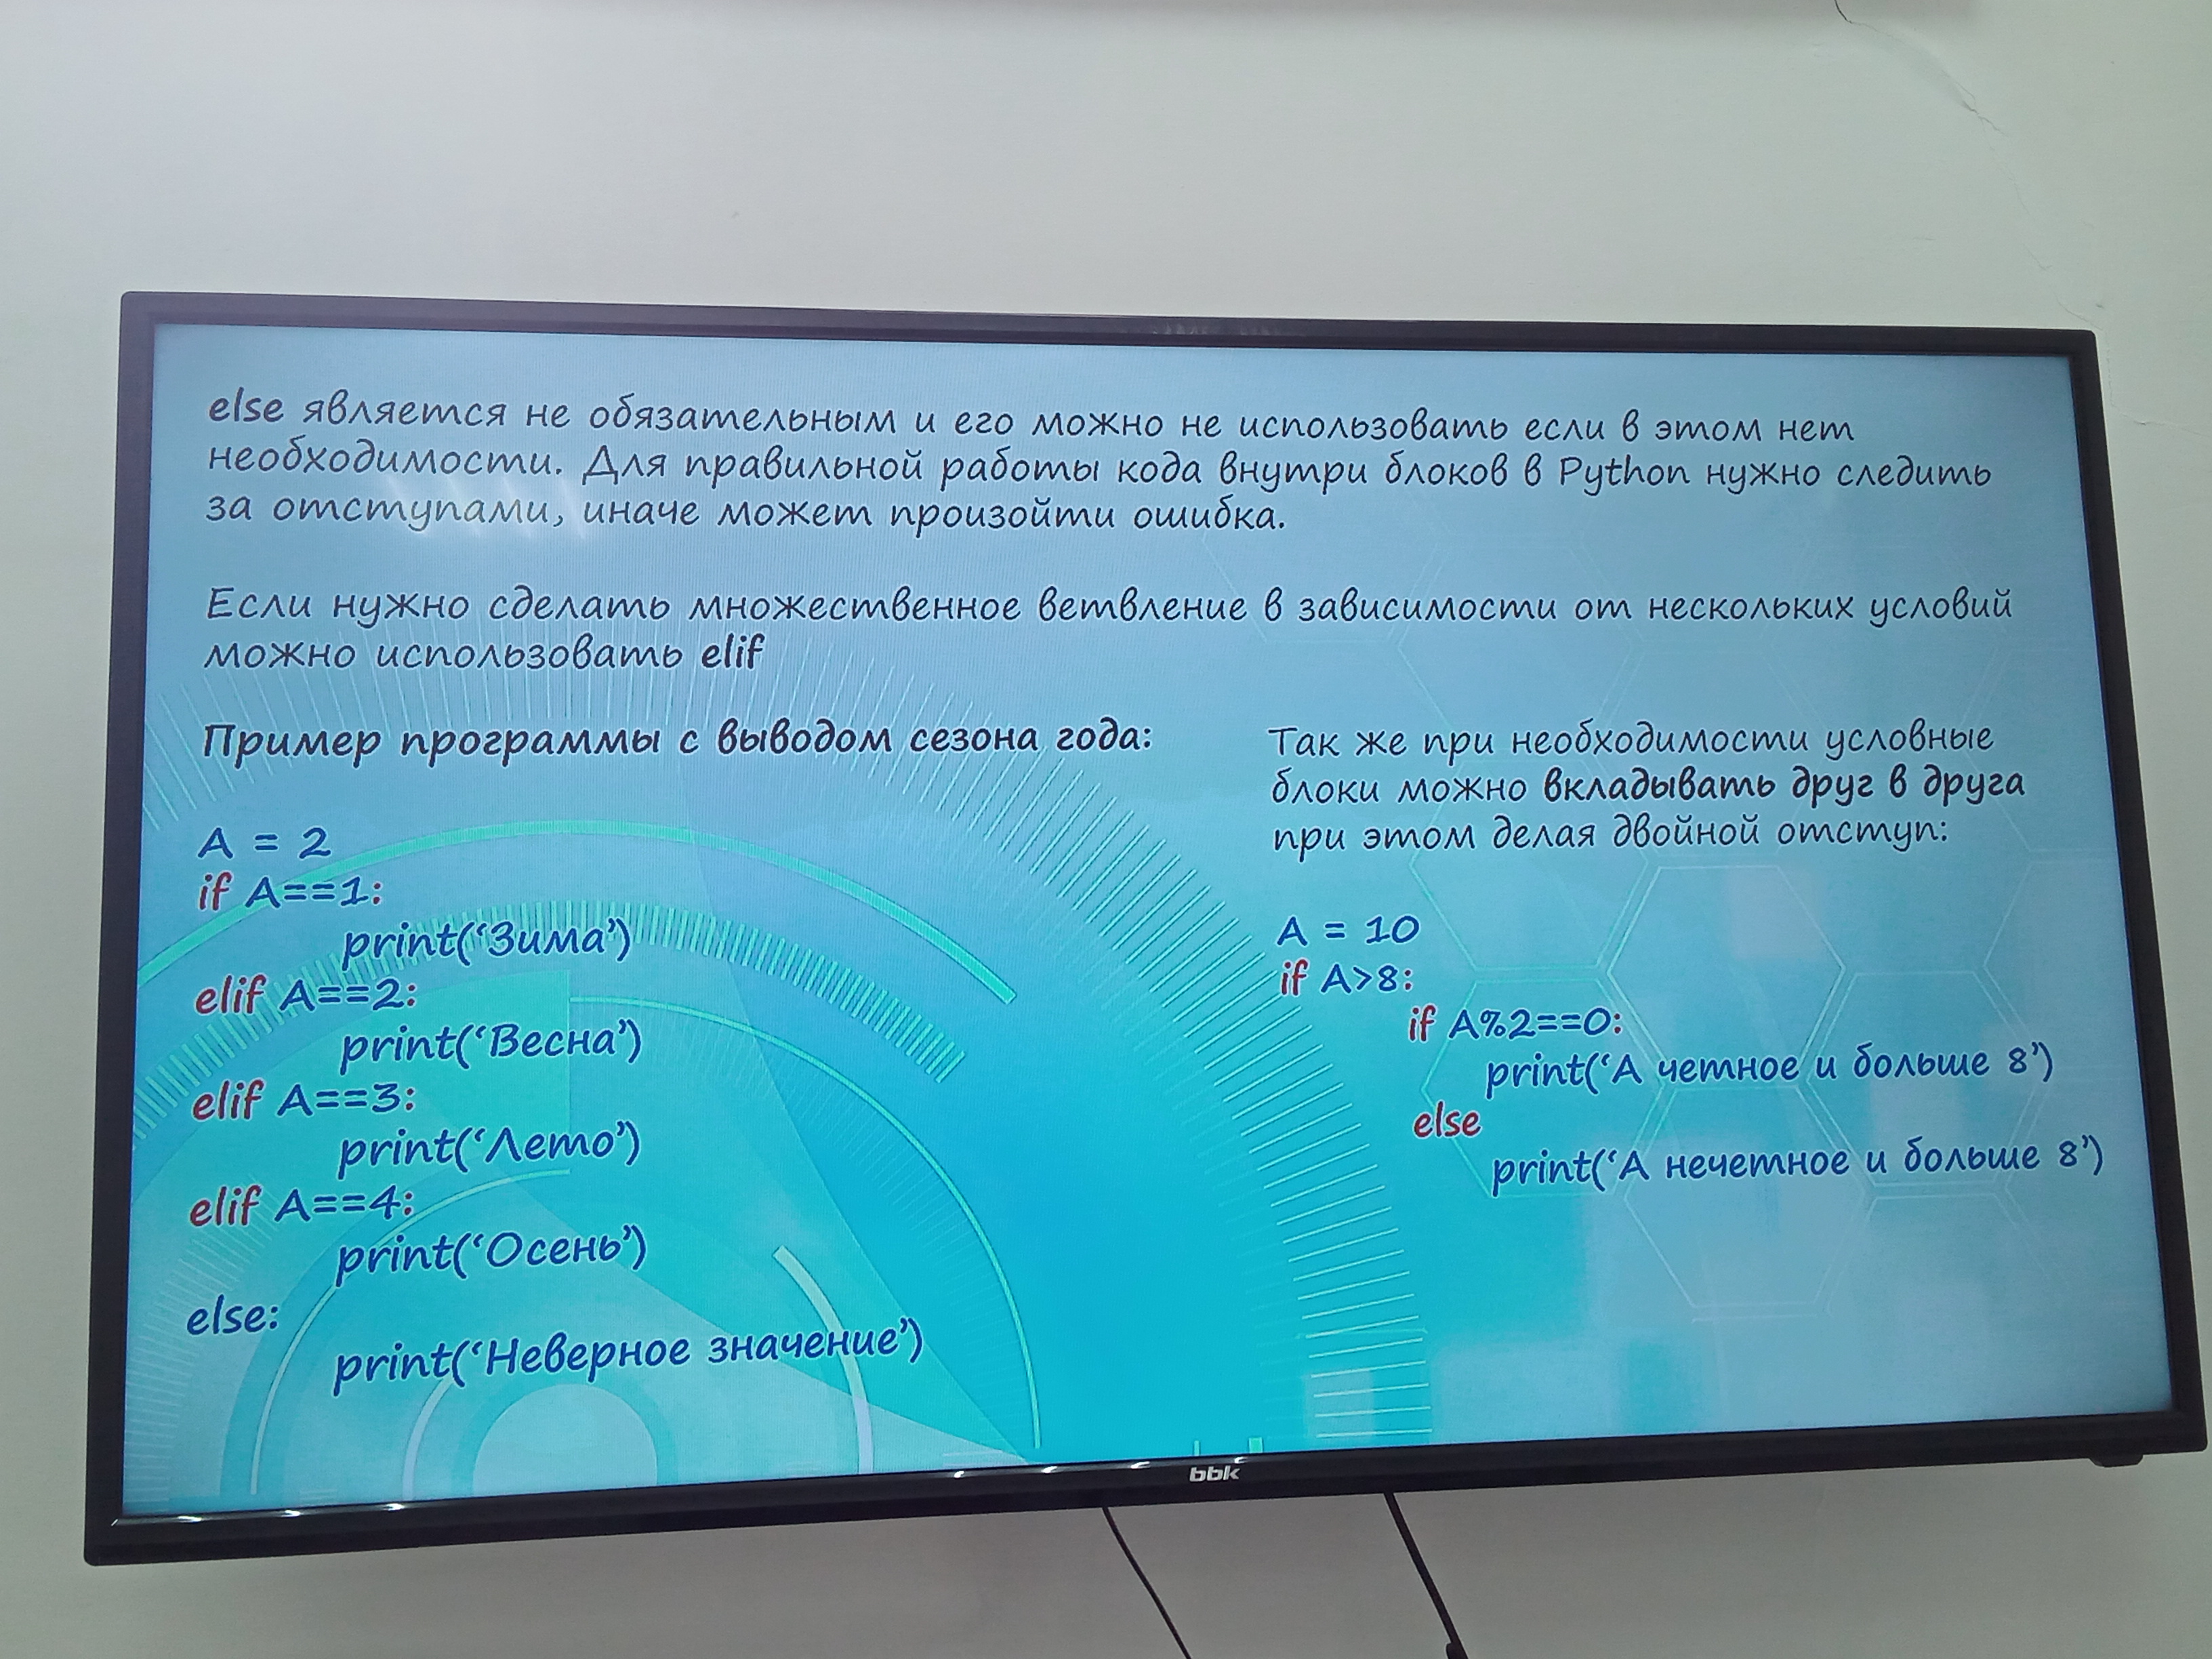 else является не обязательным и его можно не использовать если в этом нет
необходимости. Для правильной работы кода внутри блоков в Python нужно следить
за отступами, иначе может произойти ошибка.
Если нужно сделать множественное ветвление в зависимости от нескольких условий
можно использовать elif
Пример программы с выводом сезона года:
A = 2
if A==1:
print(‘Зима’)
elif A==2:
print(‘Весна’)
elif A==3:
print(‘Лето’)
elif A==4:
print(‘Осень’)
else:
print(‘Неверное значение’)
Так же при необходимости условные
блоки можно вкладывать друг в друга
при этом делая двойной отступ:
A = 10
if A>8:
if A%2==0:
print(‘А четное и больше 8’)
else
print(‘А нечетное и больше 8’)
bbk